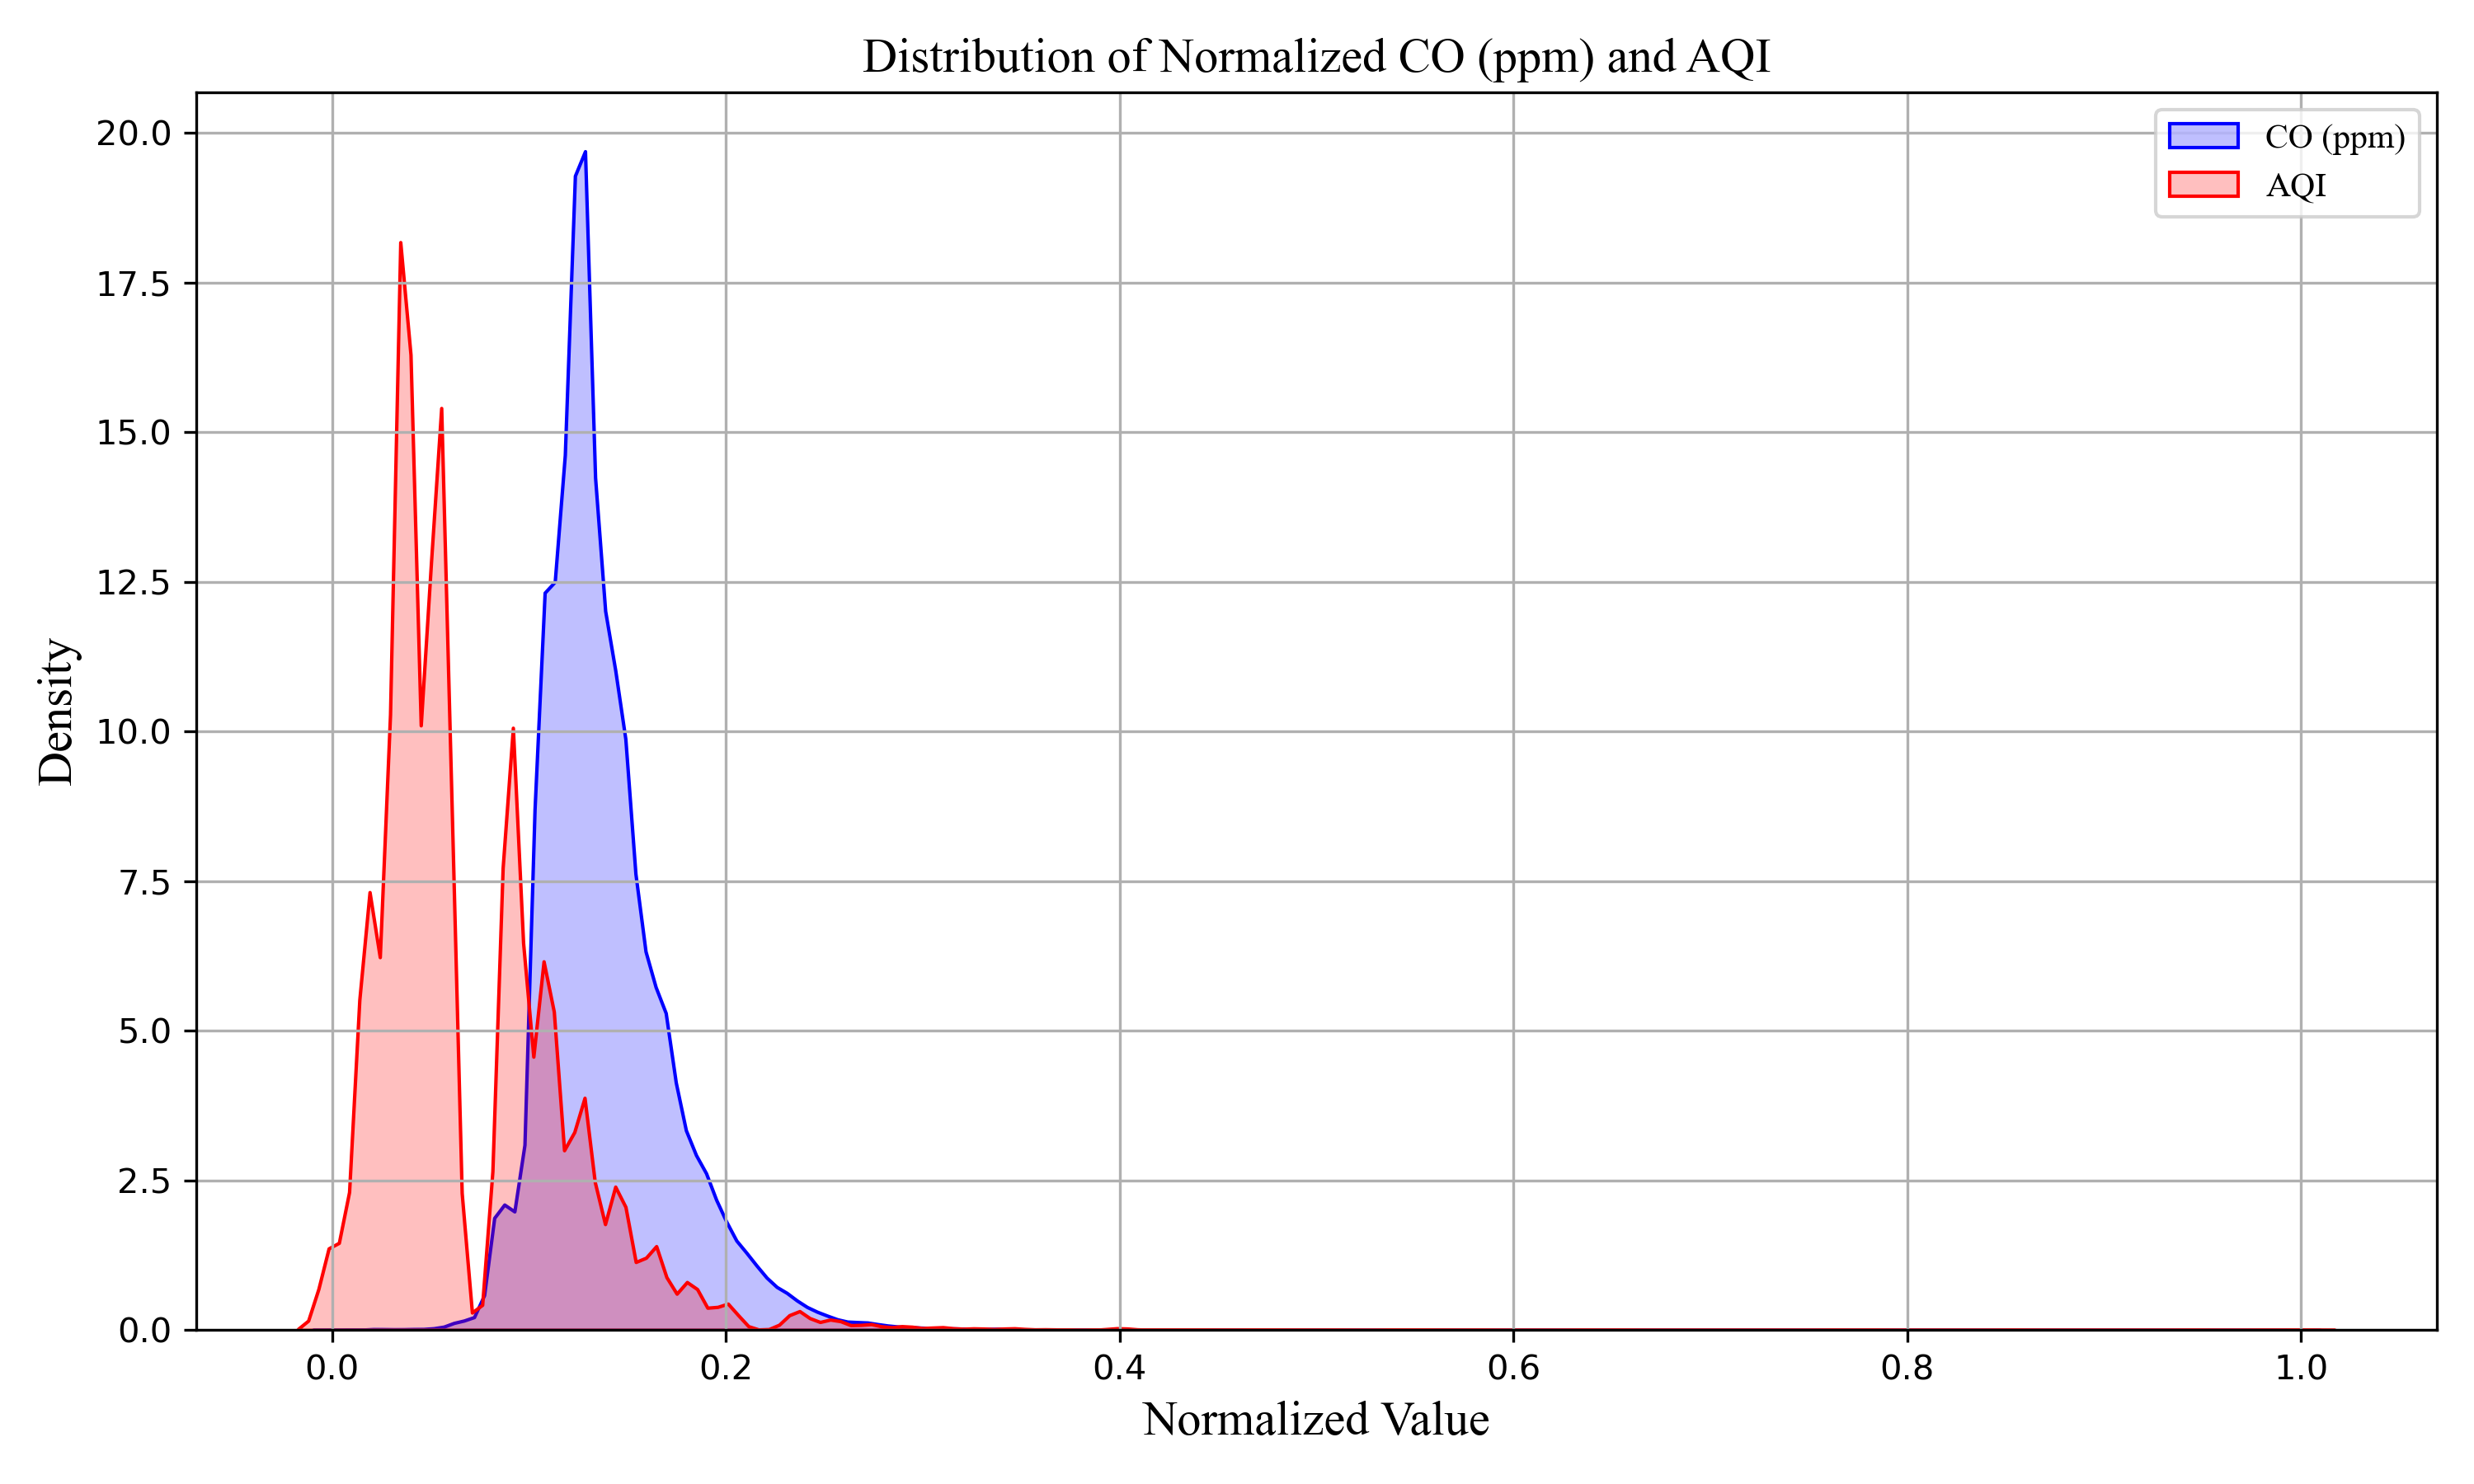 Distribution of Normalized CO (ppm) and AQI
CO (ppm)
AQI
20.0
17.5
15.0
12.5
10.0
7.5
5.0
2.5
0.0
Density
0.0 0.2 0.4 0.6 0.8 1.0
Normalized Value